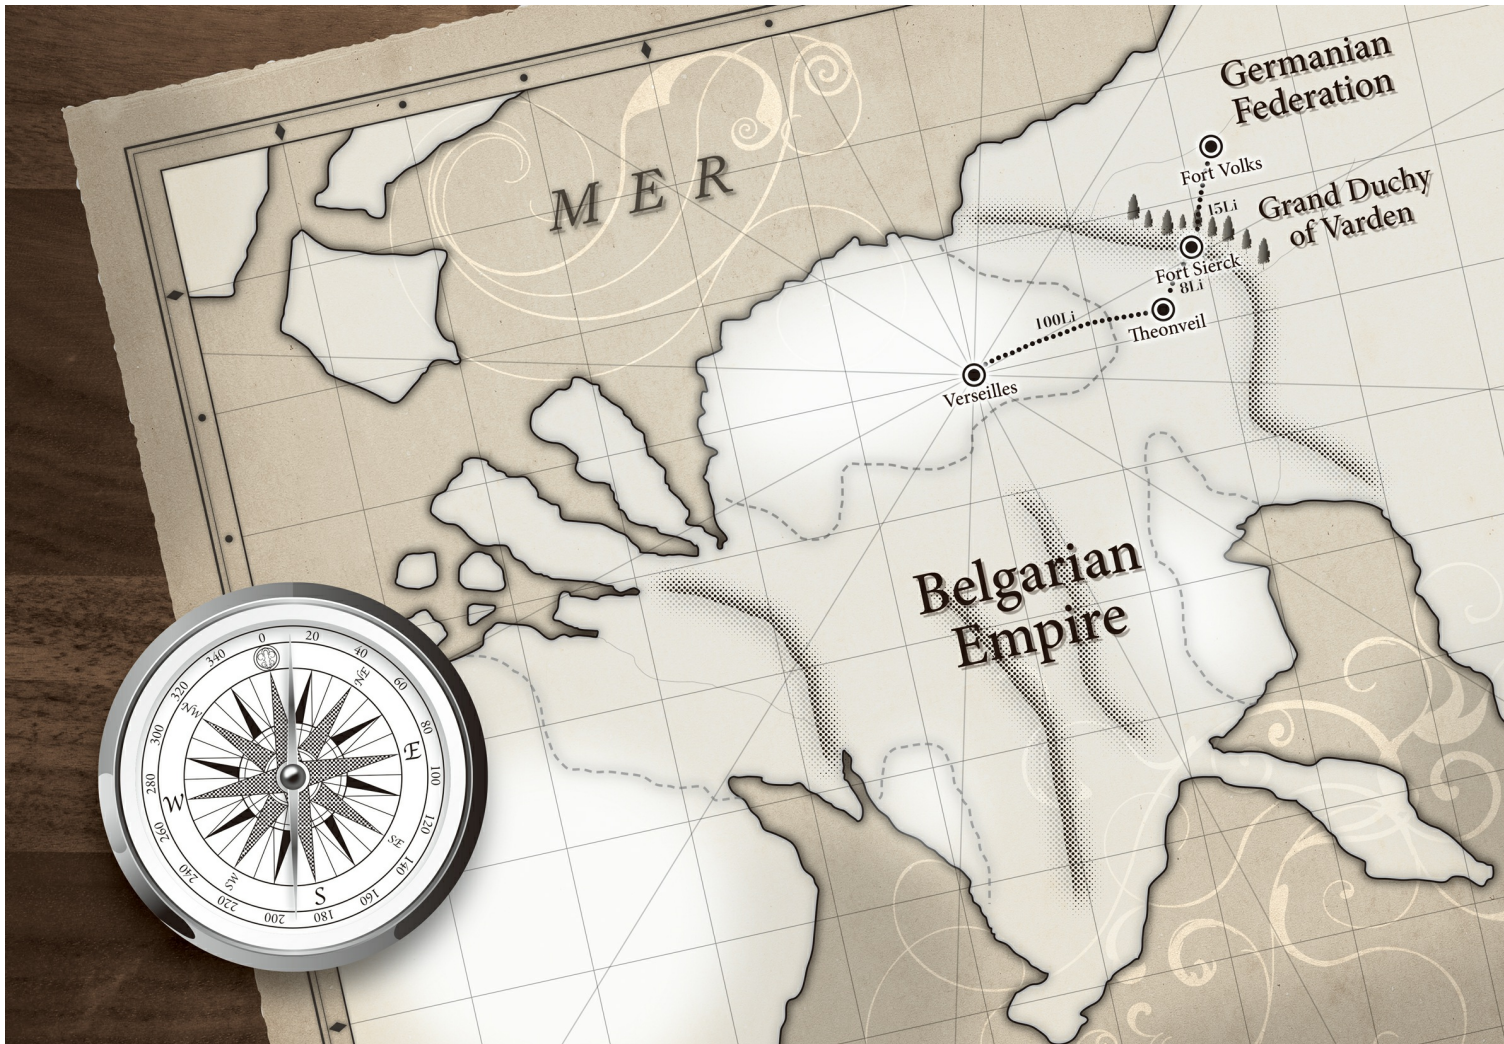 Germanian
Federation
Fort Volks
15Li
Grand Duchy
of Varden
MER
Fort Sierck
8Li
100Li
Theonveil
Verseilles
Belgarian
Empire
0
20
40
NE
60
80
E
100
120
SE
140
160
S
180
200
220
SW
240
260
W
280
300
NW
320
340